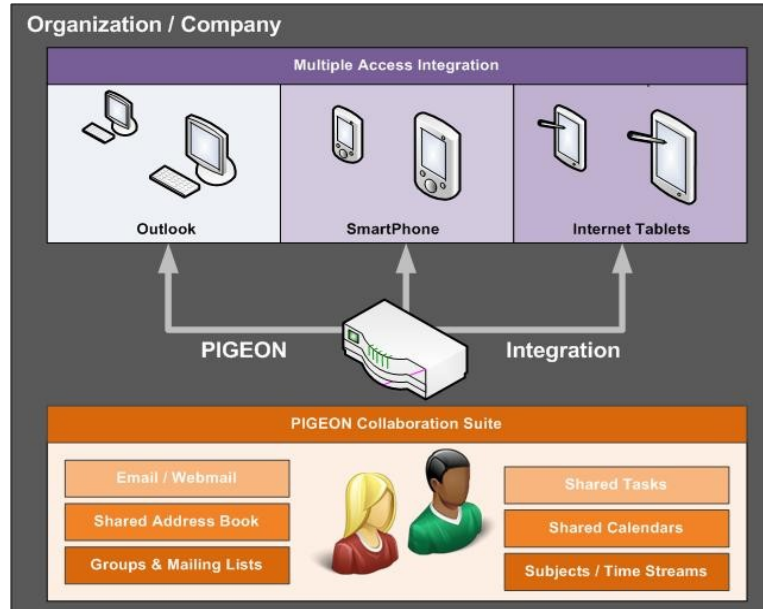 Organization / Company
Multiple Access Integration
Outlook
SmartPhone
Internet Tablets
PIGEON
Integration
PIGEON Collaboration Suite
Email / Webmail
Shared Address Book
Groups & Mailing Lists
Shared Tasks
Shared Calendars
Subjects / Time Streams